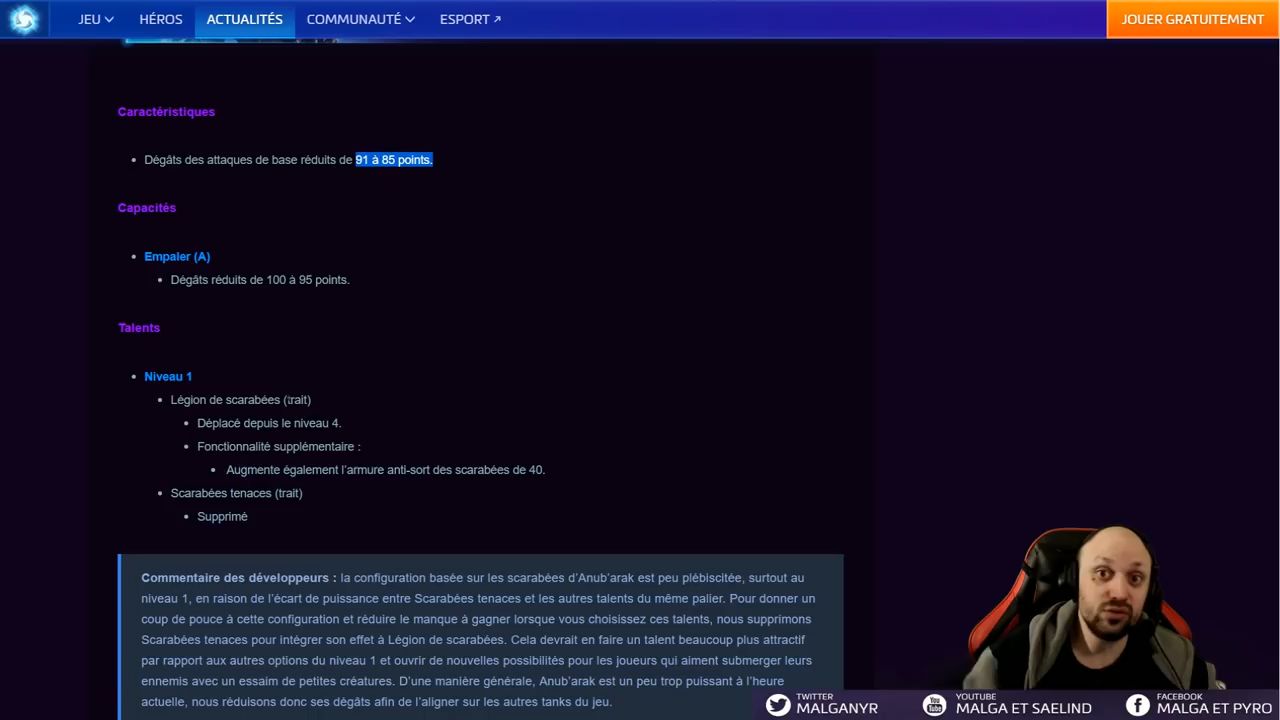 JEU HÉROS ACTUALITÉS COMMUNAUTÉ ESPORT JOUER GRATUITEMENT
Caractéristiques
Dégâts des attaques de base réduits de 91 à 85 points.
Capacités
Empaler (A)
Dégâts réduits de 100 à 95 points.
Talents
Niveau 1
Légion de scarabées (trait)
Déplacé depuis le niveau 4.
Fonctionnalité supplémentaire :
Augmente également l’armure anti-sort des scarabées de 40.
Scarabées tenaces (trait)
Supprimé
Commentaire des développeurs : la configuration basée sur les scarabées d’Anub’arak est peu plébiscitée, surtout au
niveau 1, en raison de l’écart de puissance entre Scarabées tenaces et les autres talents du même palier. Pour donner un
coup de pouce à cette configuration et réduire le manque à gagner lorsque vous choisissez ces talents, nous supprimons
Scarabées tenaces pour intégrer son effet à Légion de scarabées. Cela devrait en faire un talent beaucoup plus attractif
par rapport aux autres options du niveau 1 et ouvrir de nouvelles possibilités pour les joueurs qui aiment submerger leurs
ennemis avec un essaim de petites créatures. D’une manière générale, Anub’arak est un peu trop puissant à l’heure
actuelle, nous réduisons donc ses dégâts afin de l’aligner sur les autres tanks du jeu.
TWITTER
MALGANYR
YOUTUBE
MALGA ET SAELIND
FACEBOOK
MALGA ET PYRO